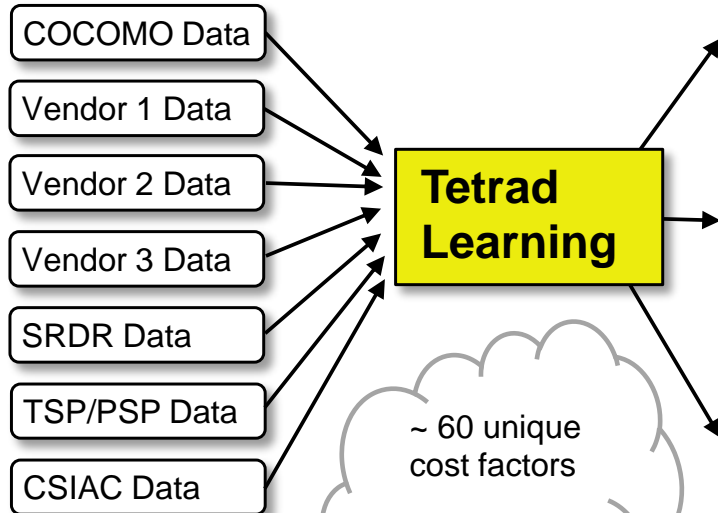 COCOMO Data
Vendor 1 Data
Vendor 2 Data
Vendor 3 Data
SRDR Data
TSP/PSP Data
CSIAC Data
Tetrad
Learning
~ 60 unique
cost factors